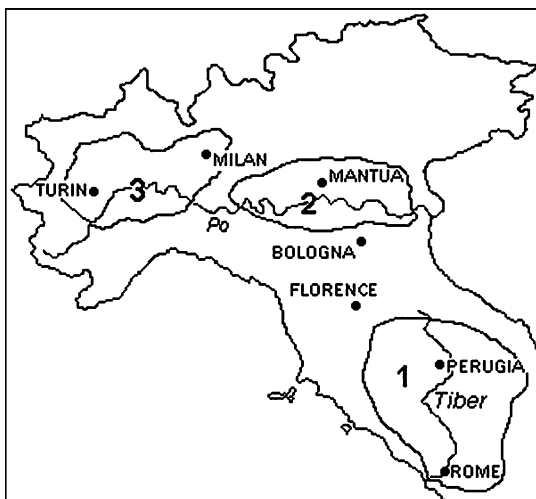 MILAN
TURIN
3
MANTUA
2
Po
BOLOGNA
FLORENCE
1
PERUGIA
Tiber
ROME